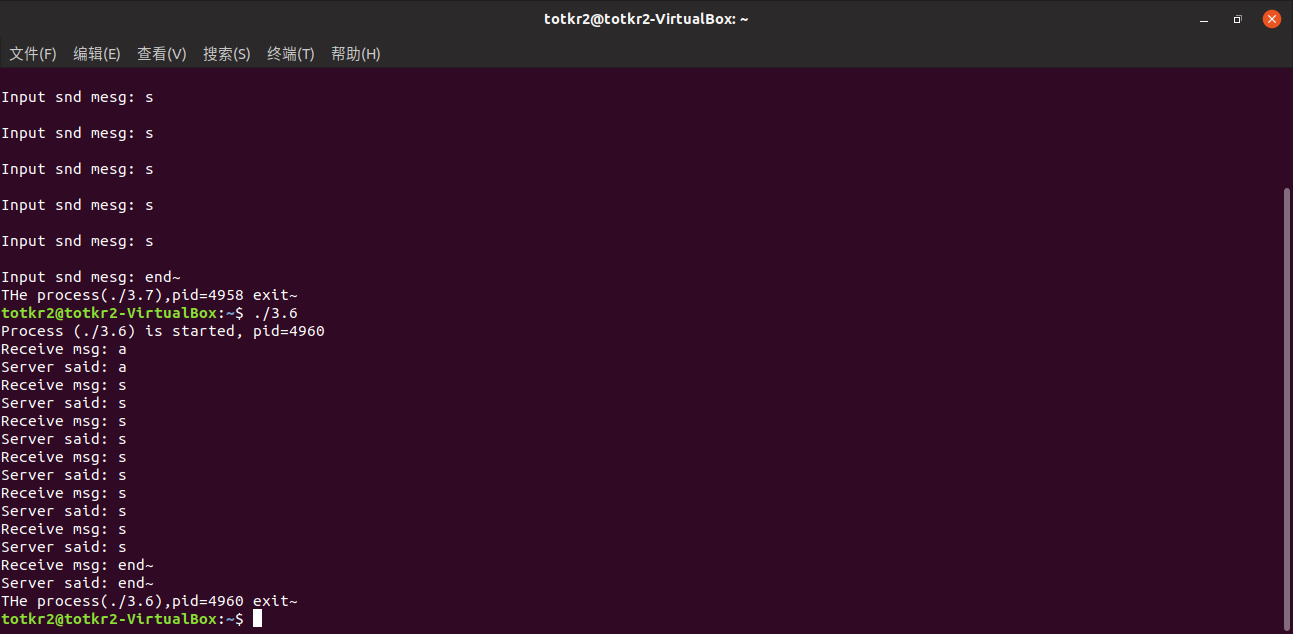 totkr2@totkr2-VirtualBox: ~
文件(F) 编辑(E) 查看(V) 搜索(S) 终端(T) 帮助(H)
Input snd mesg: s
Input snd mesg: s
Input snd mesg: s
Input snd mesg: s
Input snd mesg: s
Input snd mesg: end~
THe process(./3.7),pid=4958 exit~
totkr2@totkr2-VirtualBox:~$ ./3.6
Process (./3.6) is started, pid=4960
Receive msg: a
Server said: a
Receive msg: s
Server said: s
Receive msg: s
Server said: s
Receive msg: s
Server said: s
Receive msg: s
Server said: s
Receive msg: s
Server said: s
Receive msg: end~
Server said: end~
THe process(./3.6),pid=4960 exit~
totkr2@totkr2-VirtualBox:~$